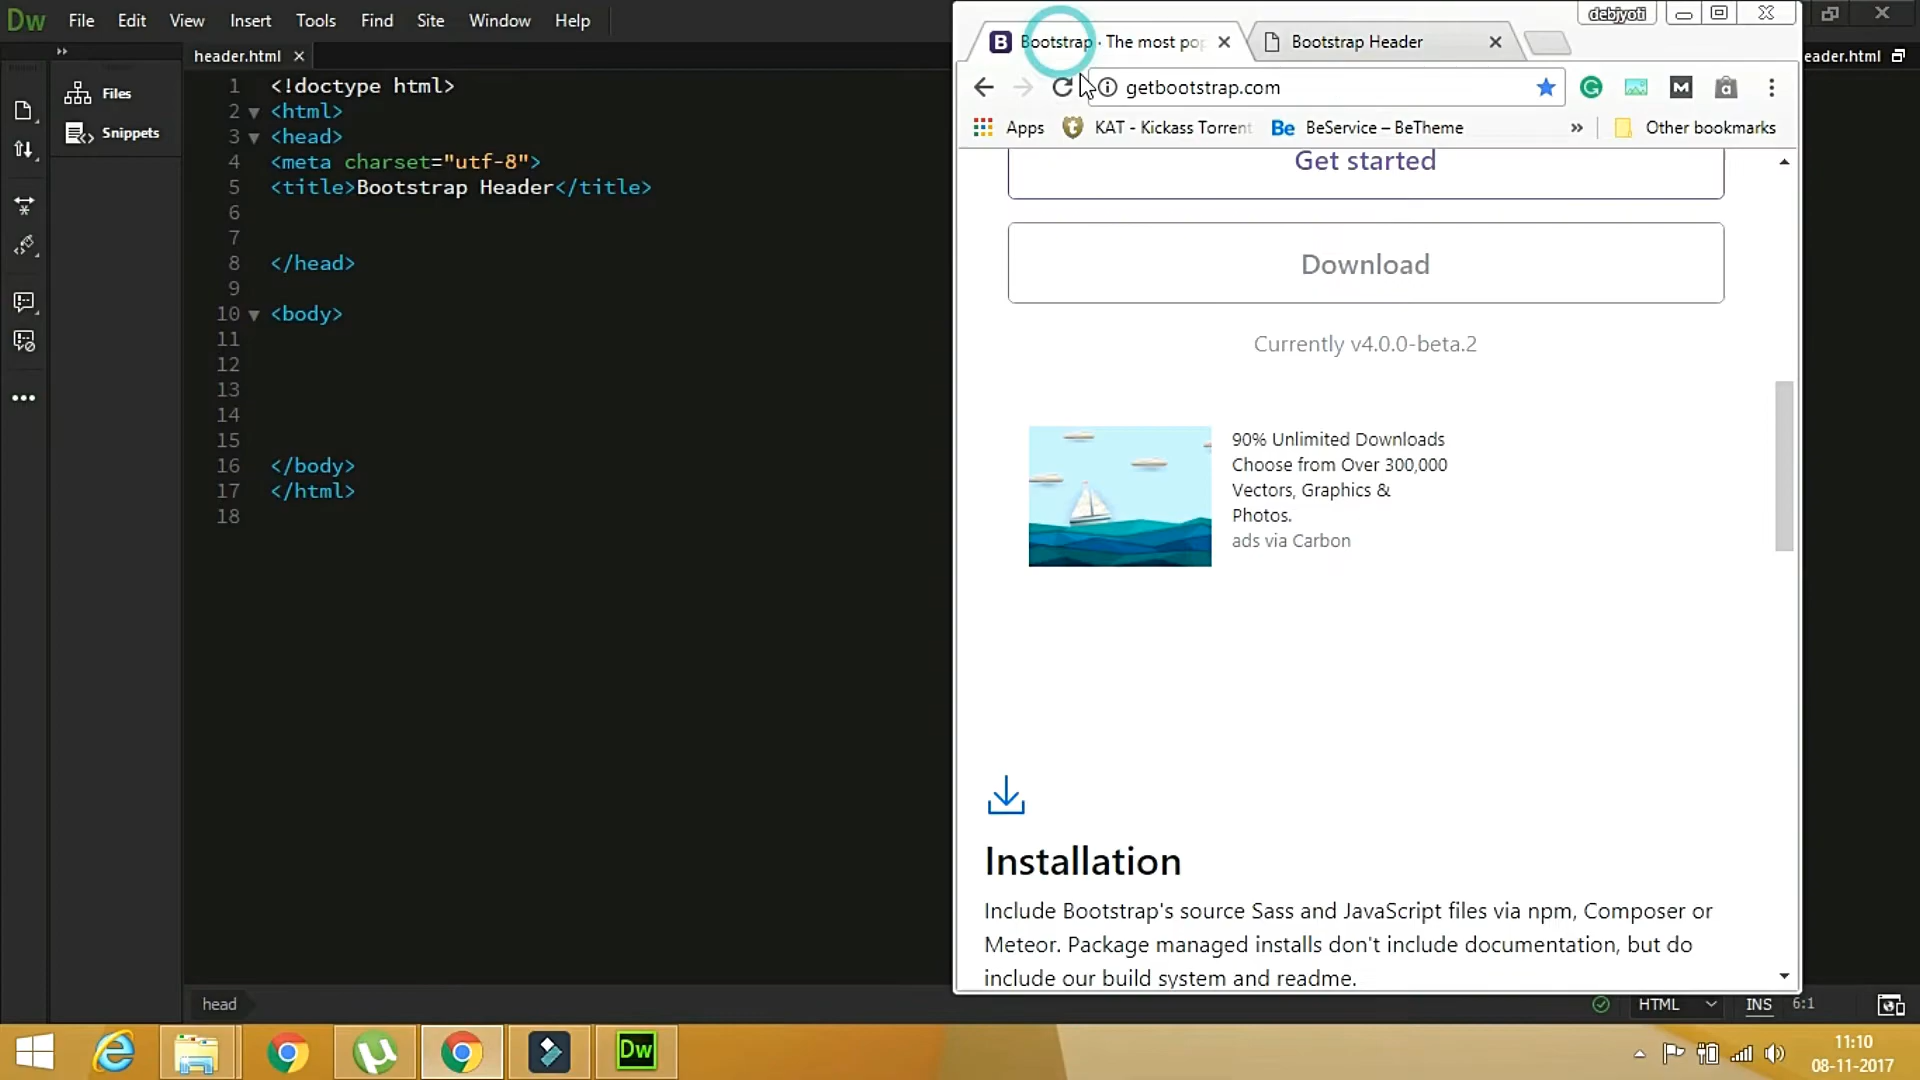 Dw File Edit View Insert Tools Find Site Window Help
debjyoti
header.html
Bootstrap · The most pop
Bootstrap Header
eader.html
getbootstrap.com
Apps
KAT - Kickass Torrent
Be BeService – BeTheme
»
Other bookmarks
Files
Snippets
1 <!doctype html>
2 <html>
3 <head>
4 <meta charset="utf-8">
5 <title>Bootstrap Header</title>
6
7
8 </head>
9
10 <body>
11
12
13
14
15
16 </body>
17 </html>
18
Get started
Download
Currently v4.0.0-beta.2
90% Unlimited Downloads
Choose from Over 300,000
Vectors, Graphics &
Photos.
ads via Carbon
Installation
Include Bootstrap's source Sass and JavaScript files via npm, Composer or
Meteor. Package managed installs don't include documentation, but do
include our build system and readme.
head
HTML
INS
6:1
Dw
11:10
08-11-2017